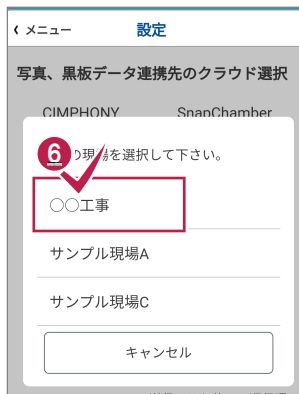 ‹ メニュー 設定
写真、黒板データ連携先のクラウド選択
CIMPHONY SnapChamber
6 の現場を選択して下さい。
○○工事
サンプル現場A
サンプル現場C
キャンセル